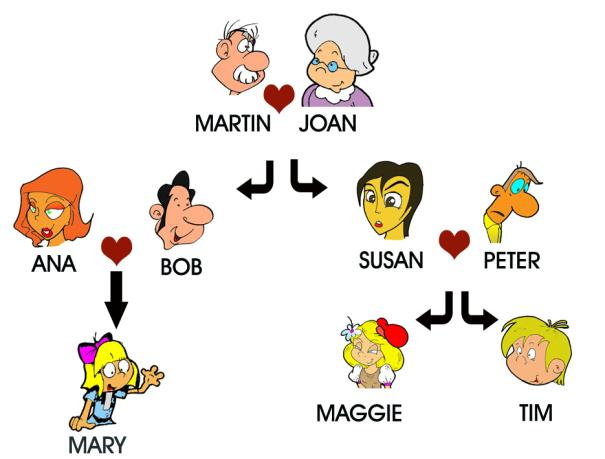 MARTIN JOAN
ANA BOB SUSAN PETER
MAGGIE TIM
MARY